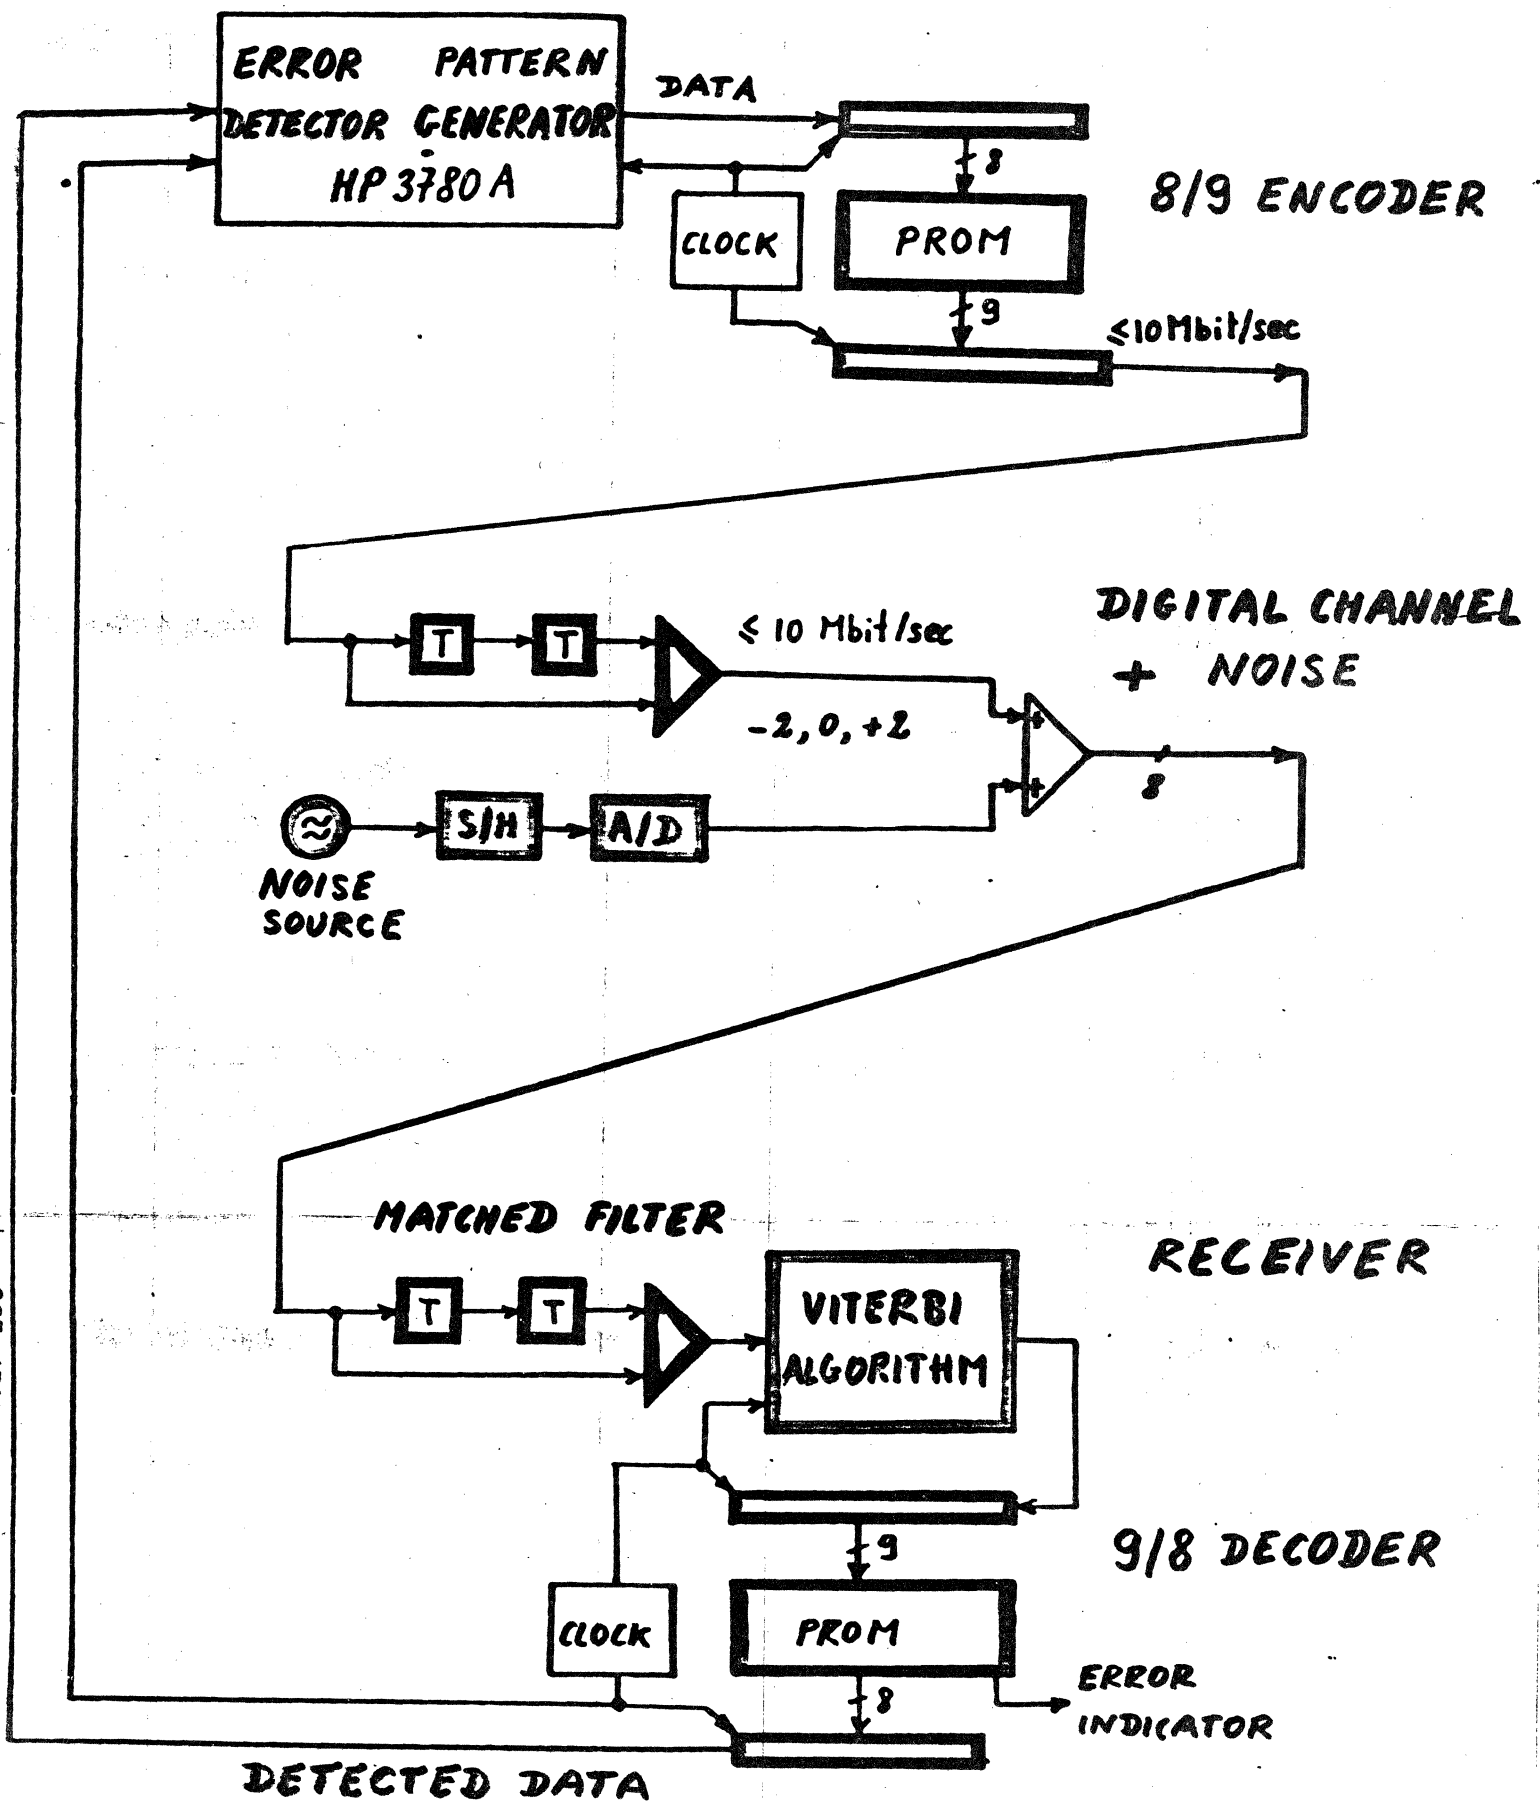 ERROR PATTERN
DETECTOR GENERATOR
HP 3780 A
DATA
8
8/9 ENCODER
CLOCK
PROM
9
≤10Mbit/sec
T
T
≤ 10 Mbit/sec
DIGITAL CHANNEL
+ NOISE
-2, 0, +2
+
+
8
S/H
A/D
NOISE
SOURCE
MATCHED FILTER
RECEIVER
T
T
VITERBI
ALGORITHM
9
9/8 DECODER
CLOCK
PROM
8
ERROR
INDICATOR
DETECTED DATA